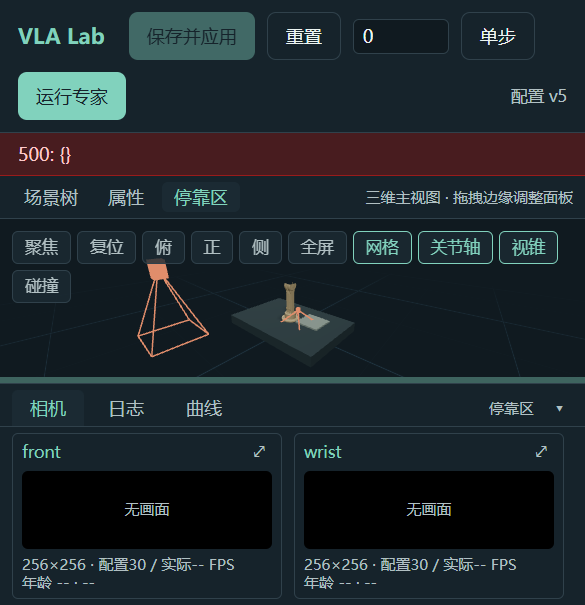 VLA Lab 保存并应用 重置 0 单步
运行专家 配置 v5
500: {}
场景树 属性 停靠区 三维主视图 · 拖拽边缘调整面板
聚焦 复位 俯 正 侧 全屏 网格 关节轴 视锥
碰撞
相机 日志 曲线 停靠区
front wrist
无画面 无画面
256×256 · 配置30 / 实际-- FPS 256×256 · 配置30 / 实际-- FPS
年龄 -- · -- 年龄 -- · --